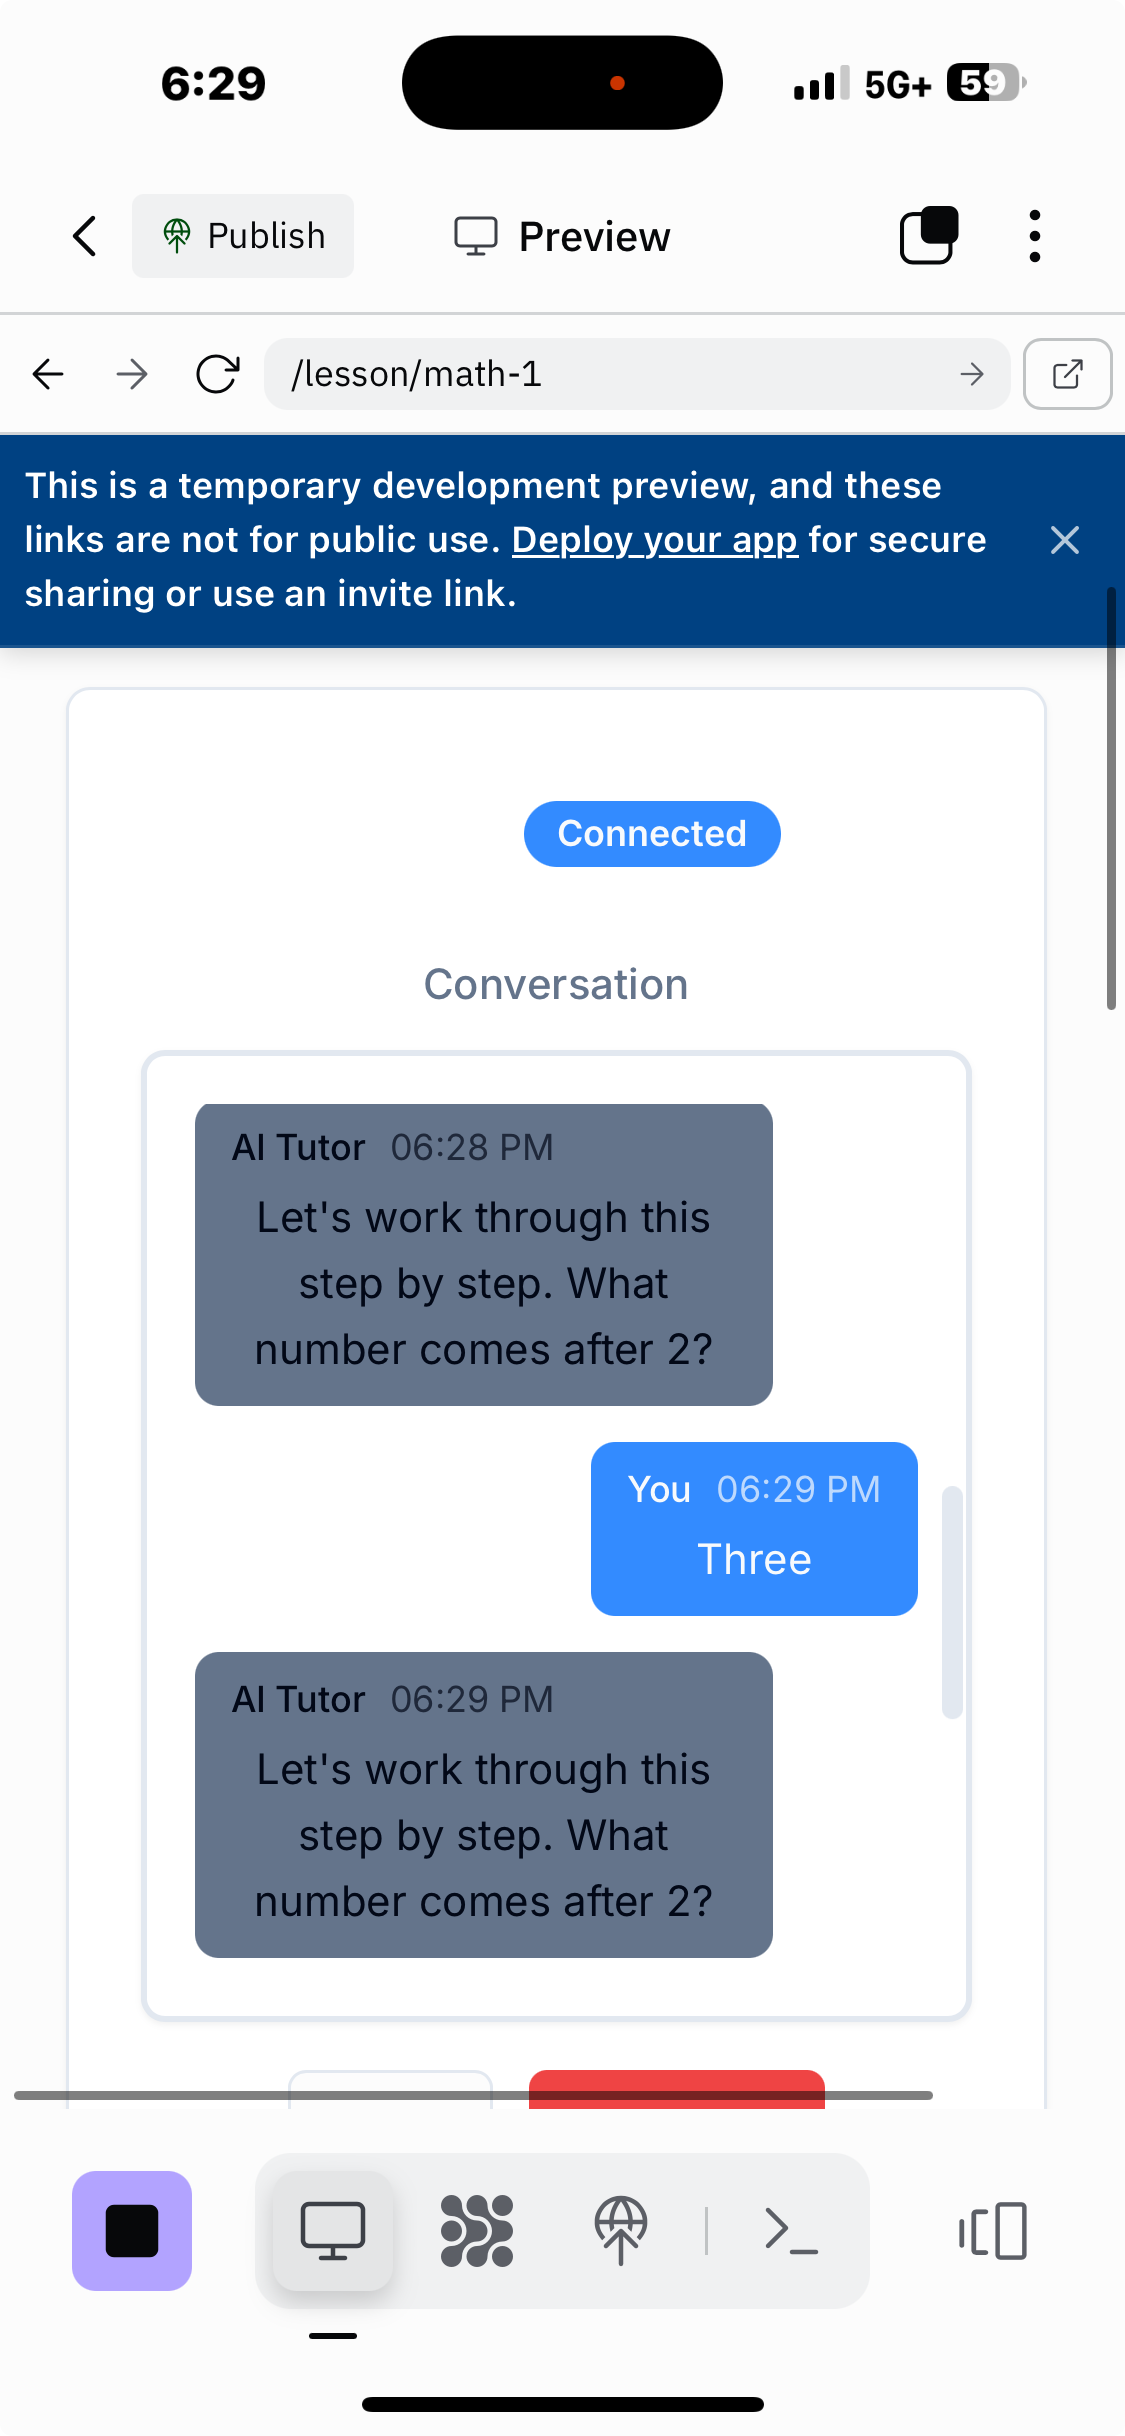 6:29
5G+
59
Publish
Preview
/lesson/math-1
This is a temporary development preview, and these
links are not for public use. Deploy your app for secure
sharing or use an invite link.
Connected
Conversation
AI Tutor 06:28 PM
Let's work through this
step by step. What
number comes after 2?
You 06:29 PM
Three
AI Tutor 06:29 PM
Let's work through this
step by step. What
number comes after 2?